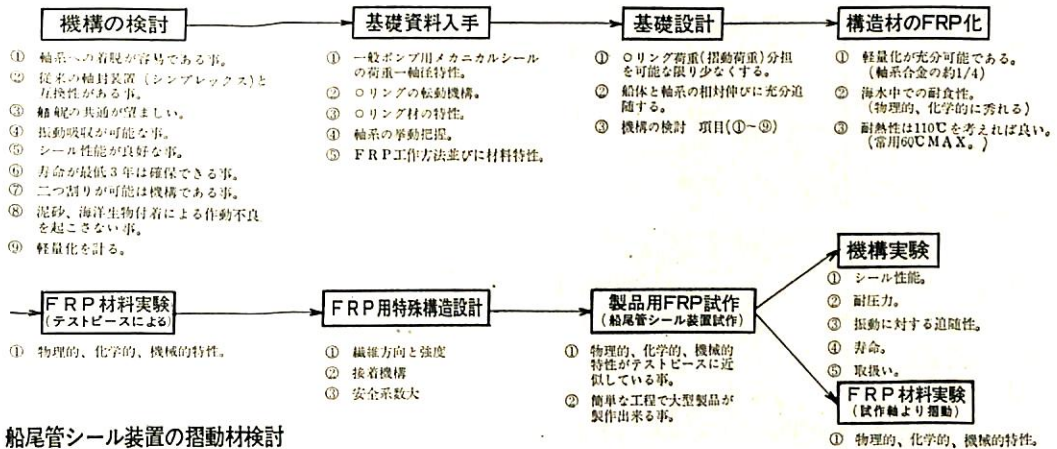 機構の検討
① 軸系への着脱が容易である事。
② 従来の軸封装置(シンプレックス)と
互換性がある事。
③ 船舶の共通が望ましい。
④ 振動吸収が可能な事。
⑤ シール性能が良好な事。
⑥ 寿命が最低3年は確保できる事。
⑦ 二つ割りが可能は機構である事。
⑧ 泥砂、海洋生物付着による作動不良
を起こさない事。
⑨ 軽量化を計る。
基礎資料入手
① 一般ポンプ用メカニカルシール
の荷重一軸径特性。
② ○リングの転動機構。
③ ○リング材の特性。
④ 軸系の挙動把握。
⑤ FRP工作方法並びに材料特性。
基礎設計
① ○リング荷重(摺動荷重)分担
を可能な限り少なくする。
② 船体と軸系の相対伸びに充分追
随する。
③ 機構の検討 項目(①〜⑨)
構造材のFRP化
① 軽量化が充分可能である。
(軸系合金の約1/4)
② 海水中での耐食性。
(物理的、化学的に秀れる)
③ 耐熱性は110℃を考えれば良い。
(常用60℃MAX。)
FRP材料実験
(テストピースによる)
① 物理的、化学的、機械的特性。
FRP用特殊構造設計
① 繊維方向と強度
② 接着機構
③ 安全系数大
製品用FRP試作
(船尾管シール装置試作)
① 物理的、化学的、機械的
特性がテストピースに近
似している事。
② 簡単な工程で大型製品が
製作出来る事。
機構実験
① シール性能。
② 耐圧力。
③ 振動に対する追随性。
④ 寿命。
⑤ 取扱い。
FRP材料実験
(試作軸より摺動)
① 物理的、化学的、機械的特性。
船尾管シール装置の摺動材検討